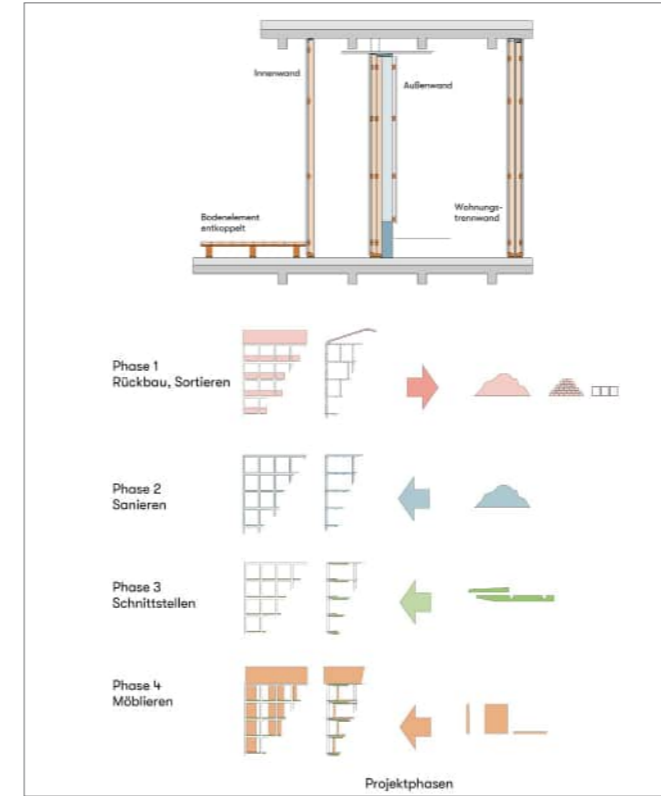 Innenwand
Außenwand
Wohnungs-
trennwand
Bodenelement
entkoppelt
Phase 1
Rückbau, Sortieren
Phase 2
Sanieren
Phase 3
Schnittstellen
Phase 4
Möblieren
Projektphasen